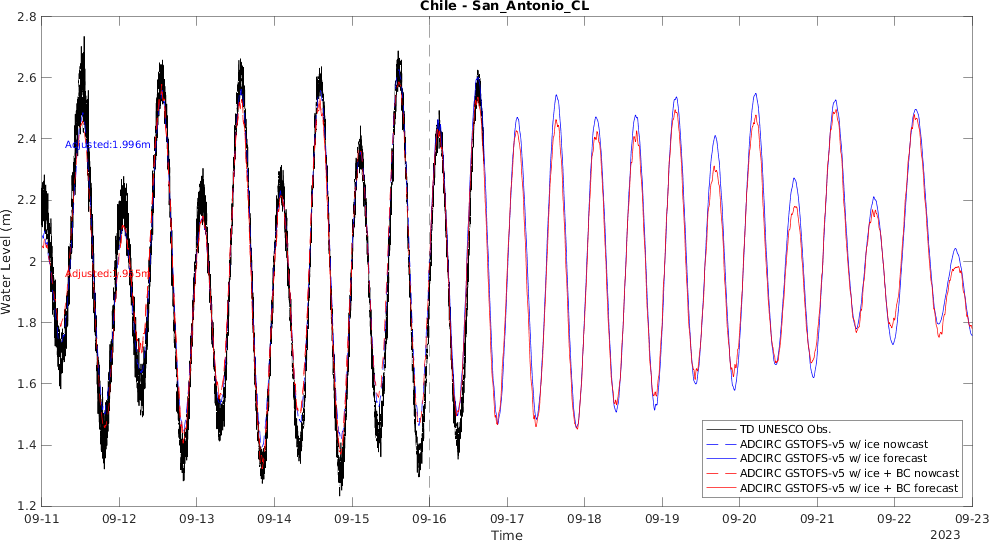 Chile - San_Antonio_CL
Water Level (m)
2.8
2.6
2.4
2.2
2
1.8
1.6
1.4
1.2
Adjusted:1.996m
TD UNESCO Obs.
ADCIRC GSTOFS-v5 w/ ice nowcast
ADCIRC GSTOFS-v5 w/ ice forecast
ADCIRC GSTOFS-v5 w/ ice + BC nowcast
ADCIRC GSTOFS-v5 w/ ice + BC forecast
09-11 09-12 09-13 09-14 09-15 09-16 09-17 09-18 09-19 09-20 09-21 09-22 09-23
Time
2023